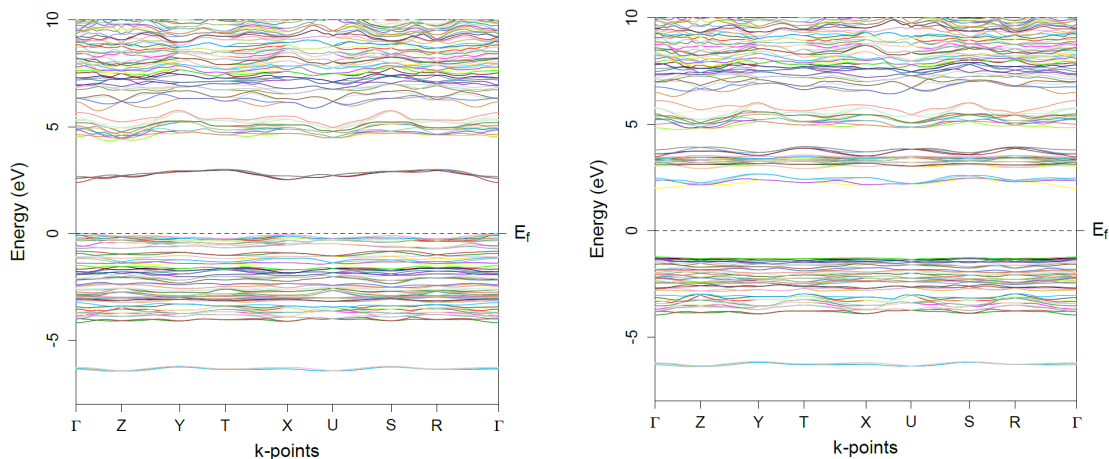 10
5
0
-5
Energy (eV)
E_f
Γ Z Y T X U S R Γ
k-points
10
5
0
-5
Energy (eV)
E_f
Γ Z Y T X U S R Γ
k-points